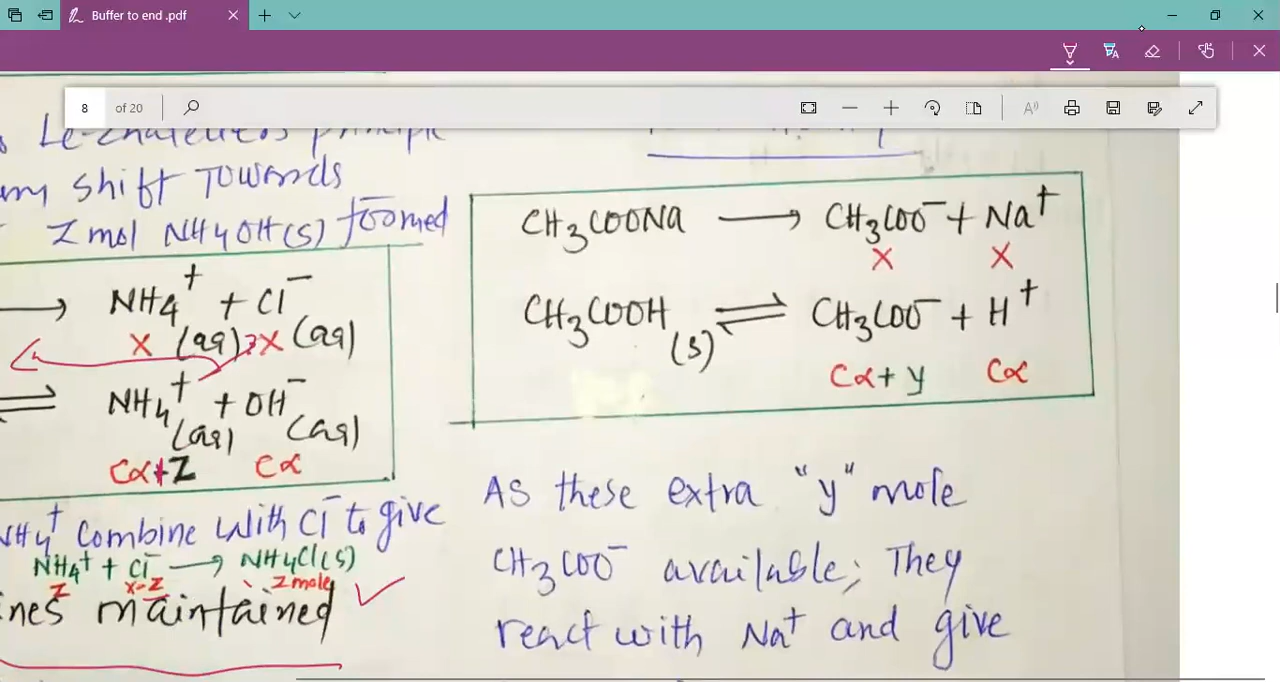 Buffer to end .pdf
8 of 20
Le-chatelier's principle
shift Towards
Z mol NH4OH(s) formed
⟶ NH4⁺ + Cl⁻
X (aq) X (aq)
⇌ NH4⁺ + OH⁻
(aq) (aq)
Cα+Z Cα
NH4⁺ Combine with Cl⁻ to give
NH4⁺ + Cl⁻ ⟶ NH4Cl(s)
Z X-Z Z mole
maintained
CH3COONa ⟶ CH3COO⁻ + Na⁺
X X
CH3COOH(s) ⇌ CH3COO⁻ + H⁺
Cα+y Cα
As these extra "y" mole
CH3COO⁻ available; They
react with Na⁺ and give